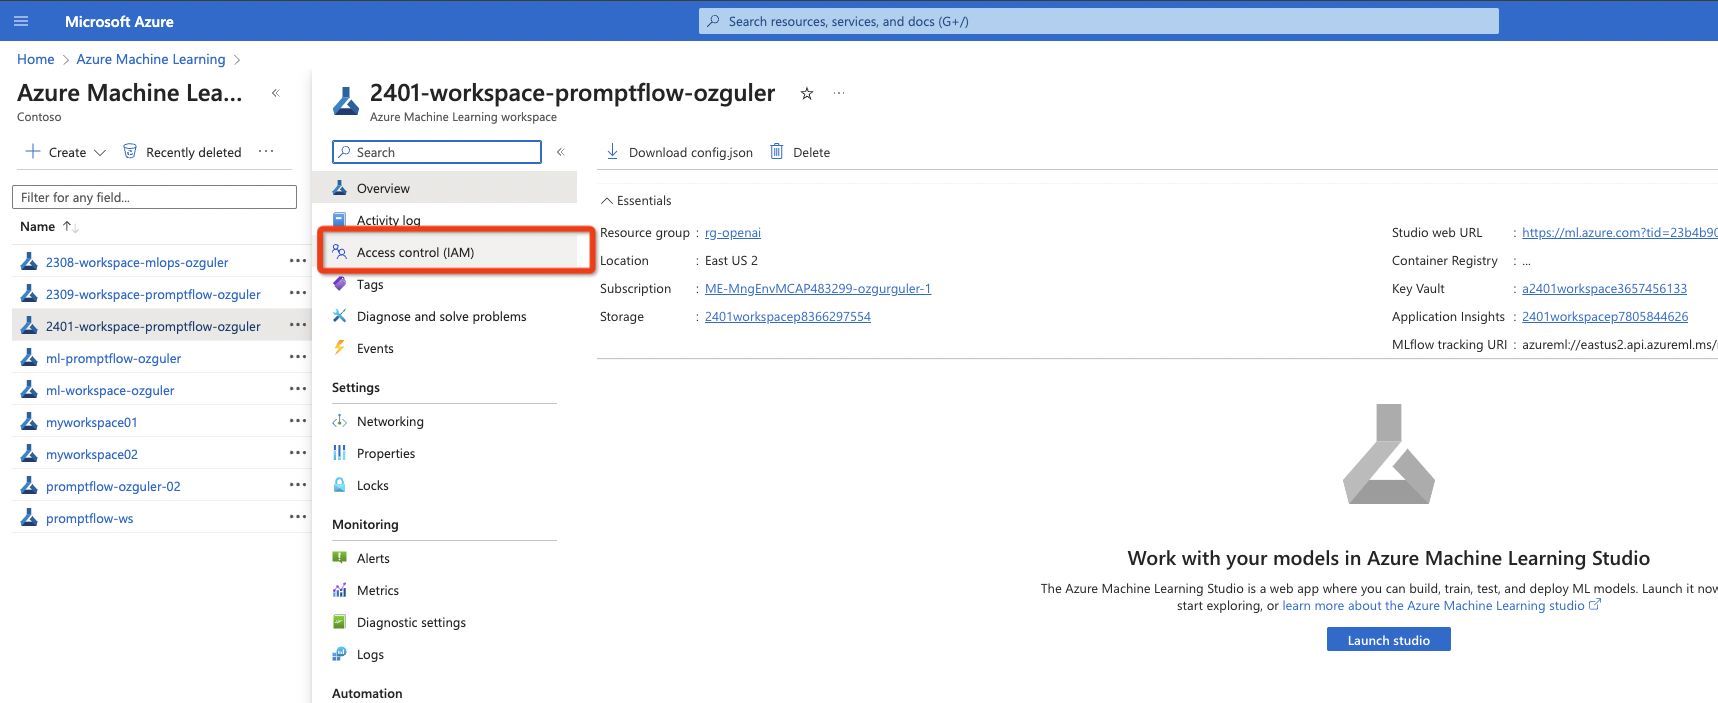 Microsoft Azure
Search resources, services, and docs (G+/)
Home
Azure Machine Learning
Azure Machine Lea...
Contoso
Create
Recently deleted
Filter for any field...
Name
2308-workspace-mlops-ozguler
2309-workspace-promptflow-ozguler
2401-workspace-promptflow-ozguler
ml-promptflow-ozguler
ml-workspace-ozguler
myworkspace01
myworkspace02
promptflow-ozguler-02
promptflow-ws
2401-workspace-promptflow-ozguler
Azure Machine Learning workspace
Search
Overview
Activity log
Access control (IAM)
Tags
Diagnose and solve problems
Events
Settings
Networking
Properties
Locks
Monitoring
Alerts
Metrics
Diagnostic settings
Logs
Automation
Download config.json
Delete
Essentials
Resource group : rg-openai
Location : East US 2
Subscription : ME-MngEnvMCAP483299-ozgurguler-1
Storage : 2401workspacep8366297554
Studio web URL : https://ml.azure.com?tid=23b4b90
Container Registry : ...
Key Vault : a2401workspace3657456133
Application Insights : 2401workspacep7805844626
MLflow tracking URI : azureml://eastus2.api.azureml.ms/
Work with your models in Azure Machine Learning Studio
The Azure Machine Learning Studio is a web app where you can build, train, test, and deploy ML models. Launch it now
start exploring, or learn more about the Azure Machine Learning studio
Launch studio